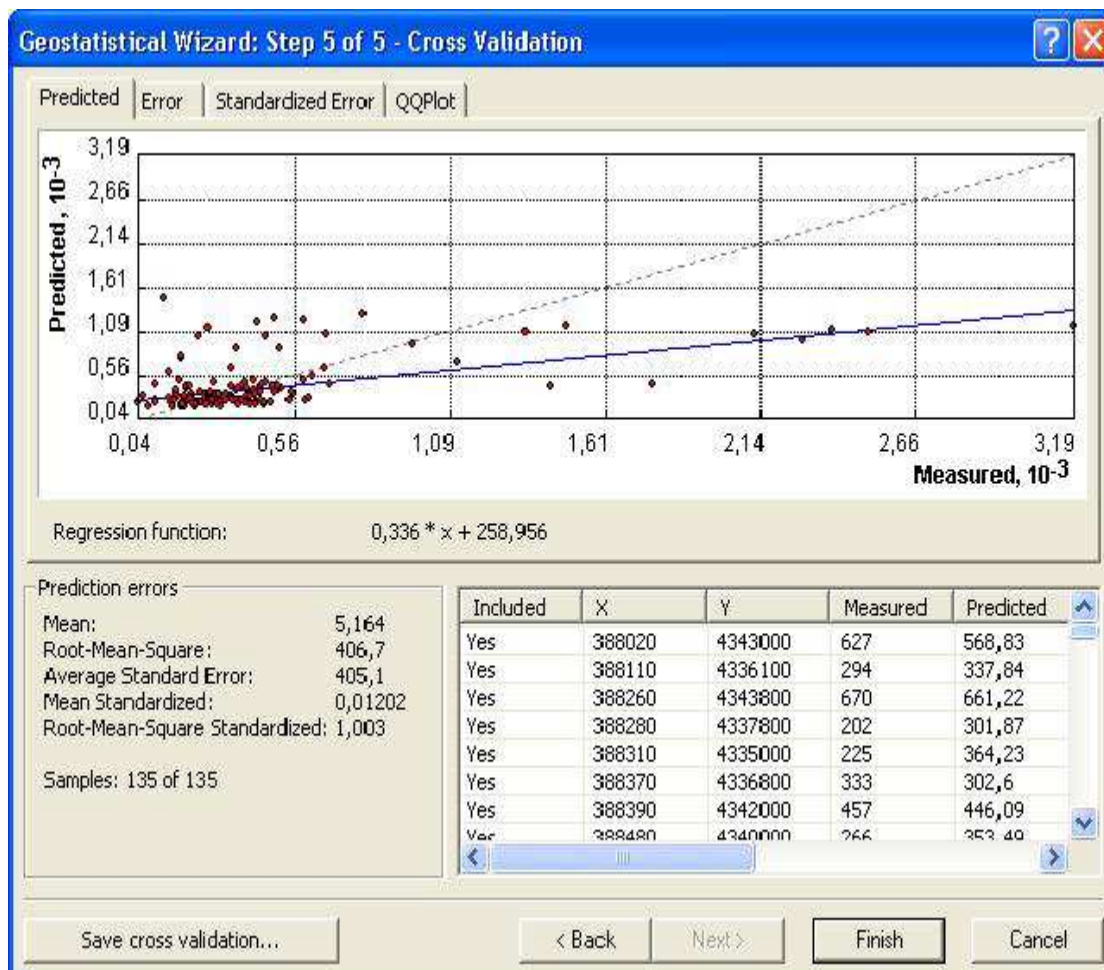 Geostatistical Wizard: Step 5 of 5 - Cross Validation
Predicted Error Standardized Error QQPlot
Predicted, 10-3
3,19
2,66
2,14
1,61
1,09
0,56
0,04
0,04 0,56 1,09 1,61 2,14 2,66 3,19
Measured, 10-3
Regression function: 0,336 * x + 258,956
Prediction errors
Mean: 5,164
Root-Mean-Square: 406,7
Average Standard Error: 405,1
Mean Standardized: 0,01202
Root-Mean-Square Standardized: 1,003
Samples: 135 of 135
Included X Y Measured Predicted
Yes 388020 4343000 627 568,83
Yes 388110 4336100 294 337,84
Yes 388260 4343800 670 661,22
Yes 388280 4337800 202 301,87
Yes 388310 4335000 225 364,23
Yes 388370 4336800 333 302,6
Yes 388390 4342000 457 446,09
Yes 388480 4340000 266 353,49
Save cross validation... < Back Next > Finish Cancel